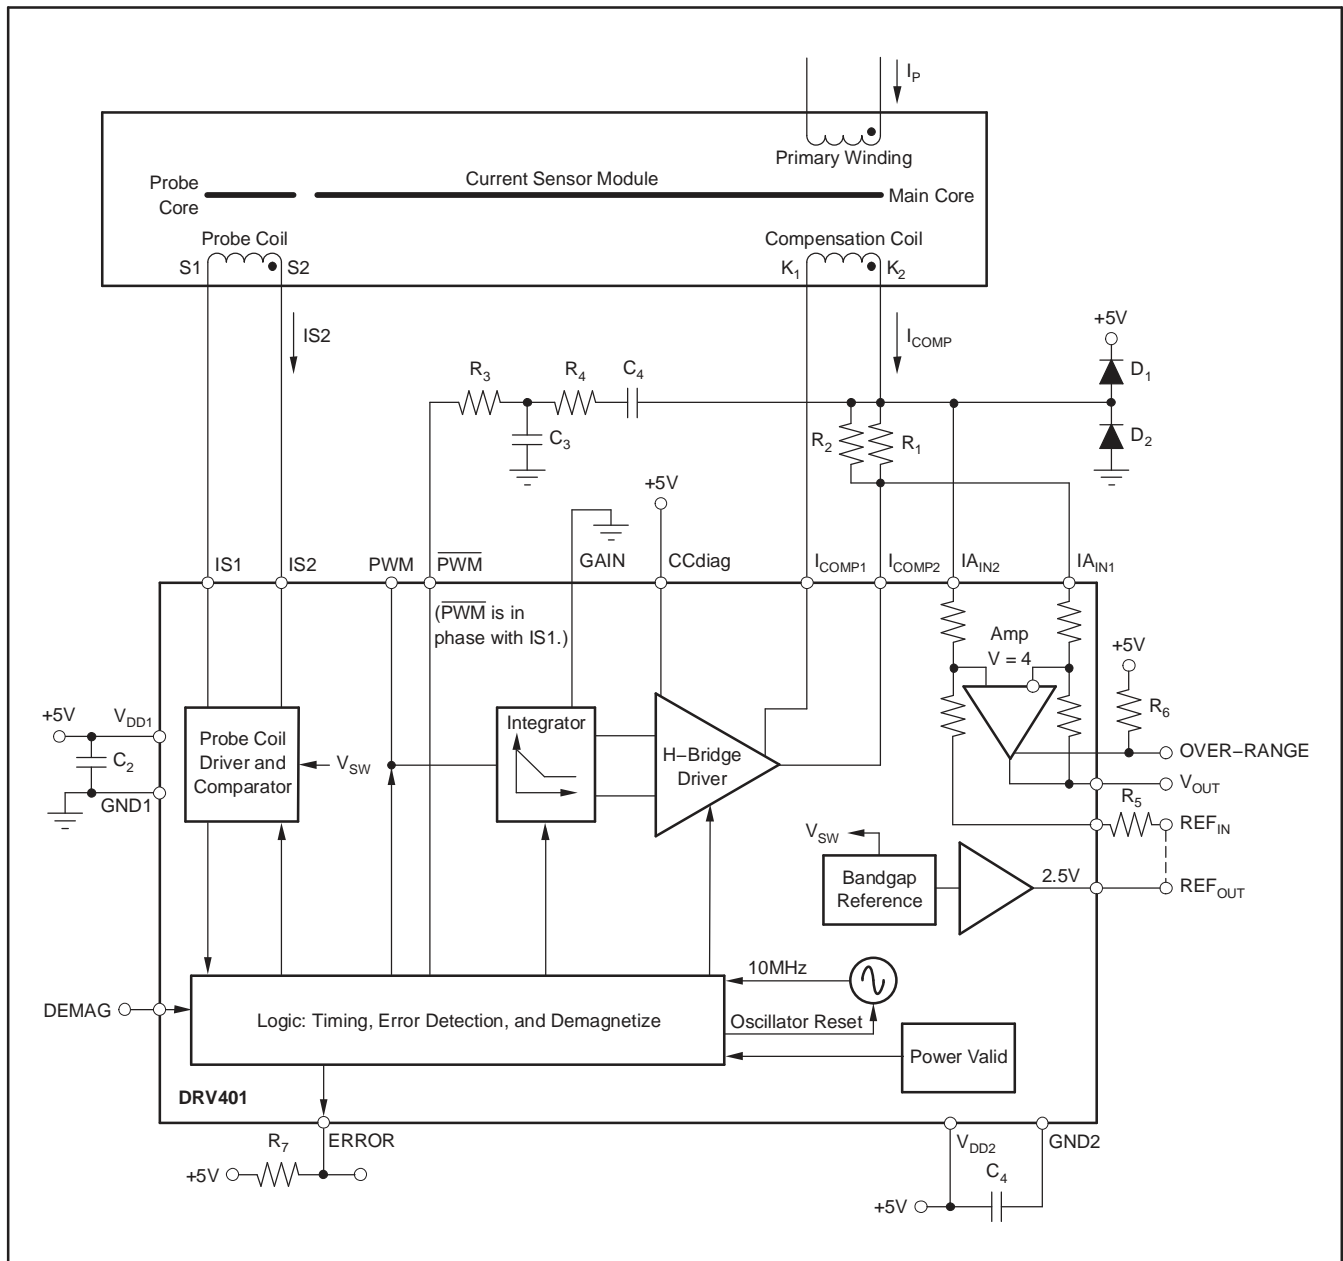 I_P
Primary Winding
Probe
Core
Current Sensor Module
Main Core
Probe Coil
Compensation Coil
S1
S2
K_1
K_2
IS2
I_COMP
+5V
D_1
R_3
R_4
C_4
C_3
R_2
R_1
D_2
+5V
IS1
IS2
PWM
P̅W̅M̅
GAIN
CCdiag
I_COMP1
I_COMP2
IA_IN2
IA_IN1
(P̅W̅M̅ is in
phase with IS1.)
Amp
V = 4
+5V
R_6
+5V
V_DD1
C_2
GND1
Probe Coil
Driver and
Comparator
V_SW
Integrator
H−Bridge
Driver
OVER−RANGE
V_OUT
R_5
REF_IN
V_SW
Bandgap
Reference
2.5V
REF_OUT
10MHz
DEMAG
Logic: Timing, Error Detection, and Demagnetize
Oscillator Reset
Power Valid
DRV401
R_7
ERROR
+5V
V_DD2
GND2
C_4
+5V